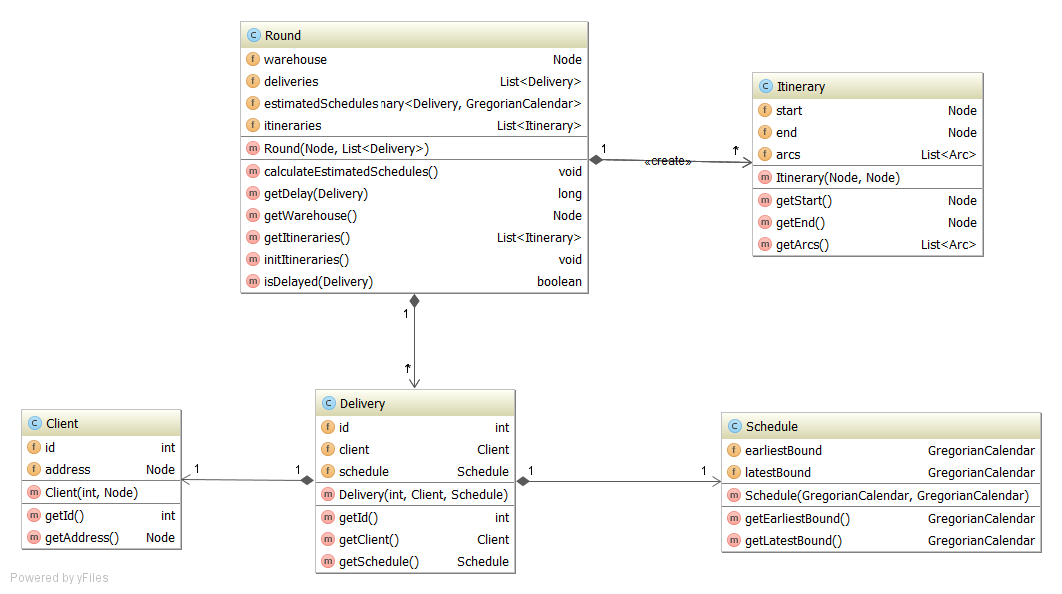 Round
warehouse Node
deliveries List<Delivery>
estimatedSchedules nary<Delivery, GregorianCalendar>
itineraries List<Itinerary>
Round(Node, List<Delivery>)
calculateEstimatedSchedules() void
getDelay(Delivery) long
getWarehouse() Node
getItineraries() List<Itinerary>
initItineraries() void
isDelayed(Delivery) boolean
1 «create» *
Itinerary
start Node
end Node
arcs List<Arc>
Itinerary(Node, Node)
getStart() Node
getEnd() Node
getArcs() List<Arc>
1
*
Client
id int
address Node
Client(int, Node)
getId() int
getAddress() Node
1 1
Delivery
id int
client Client
schedule Schedule
Delivery(int, Client, Schedule)
getId() int
getClient() Client
getSchedule() Schedule
1 1
Schedule
earliestBound GregorianCalendar
latestBound GregorianCalendar
Schedule(GregorianCalendar, GregorianCalendar)
getEarliestBound() GregorianCalendar
getLatestBound() GregorianCalendar
Powered by yFiles